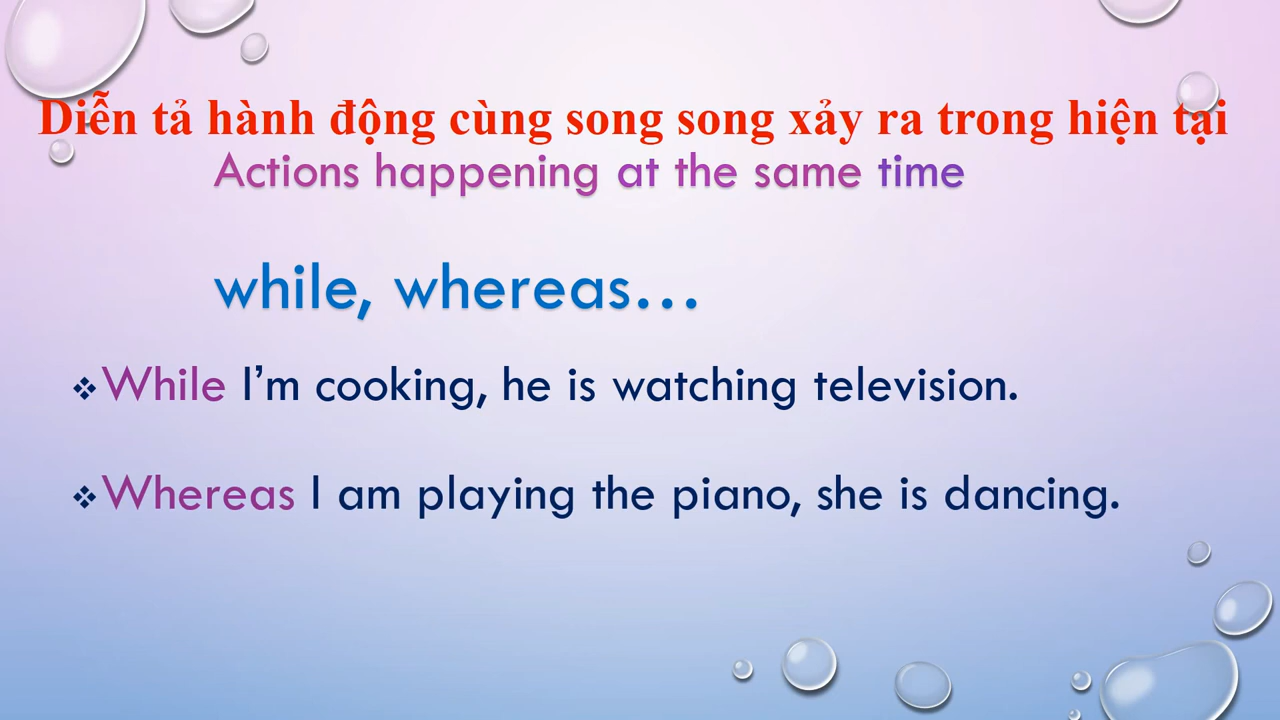 Diễn tả hành động cùng song song xảy ra trong hiện tại
Actions happening at the same time
while, whereas…
❖While I’m cooking, he is watching television.
❖Whereas I am playing the piano, she is dancing.